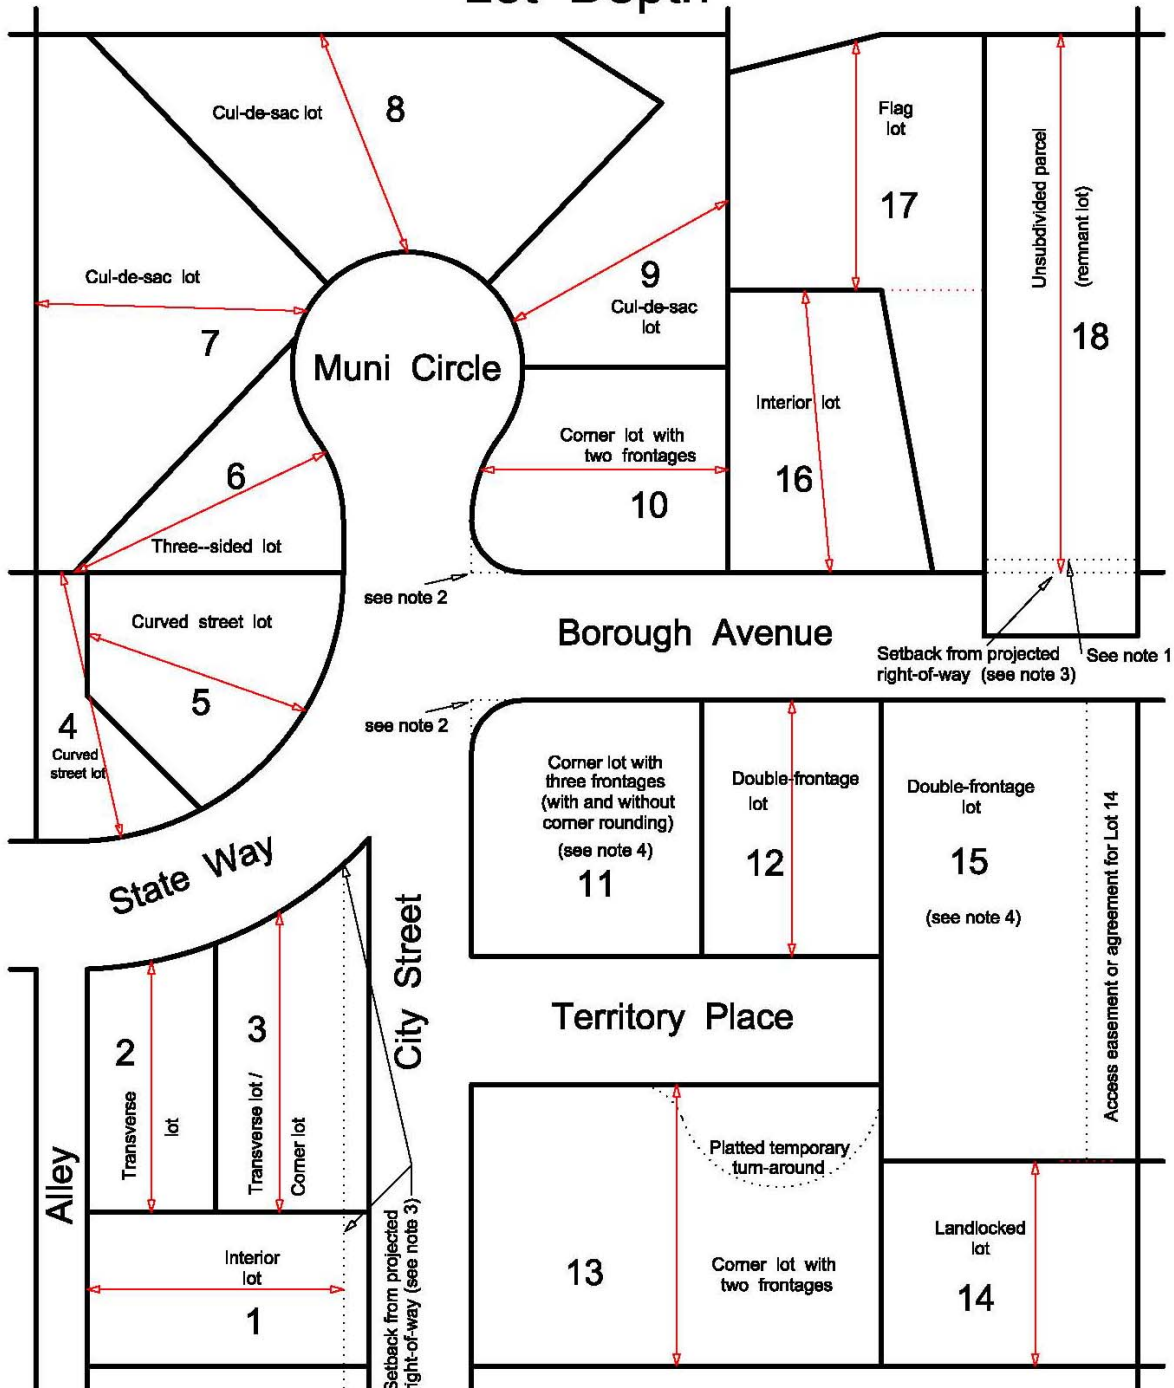 Lot Depth
Cul-de-sac lot
8
Flag
lot
17
Unsubdivided parcel
(remnant lot)
18
Cul-de-sac lot
7
9
Cul-de-sac
lot
Muni Circle
Interior lot
16
Corner lot with
two frontages
10
6
Three--sided lot
see note 2
Curved street lot
5
Borough Avenue
Setback from projected
right-of-way (see note 3)
See note 1
4
Curved
street lot
see note 2
Corner lot with
three frontages
(with and without
corner rounding)
(see note 4)
11
Double-frontage
lot
12
Double-frontage
lot
15
(see note 4)
Access easement or agreement for Lot 14
State Way
City Street
Territory Place
2
Transverse
lot
3
Transverse lot /
Corner lot
Alley
Platted temporary
turn-around
Setback from projected
right-of-way (see note 3)
Interior
lot
1
13
Corner lot with
two frontages
Landlocked
lot
14